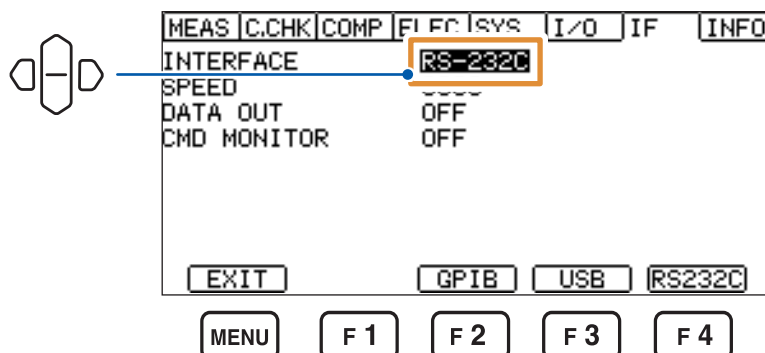 MEAS C.CHK COMP ELEC SYS I/O IF INFO
INTERFACE RS-232C
SPEED
DATA OUT OFF
CMD MONITOR OFF
EXIT GPIB USB RS232C
MENU F1 F2 F3 F4